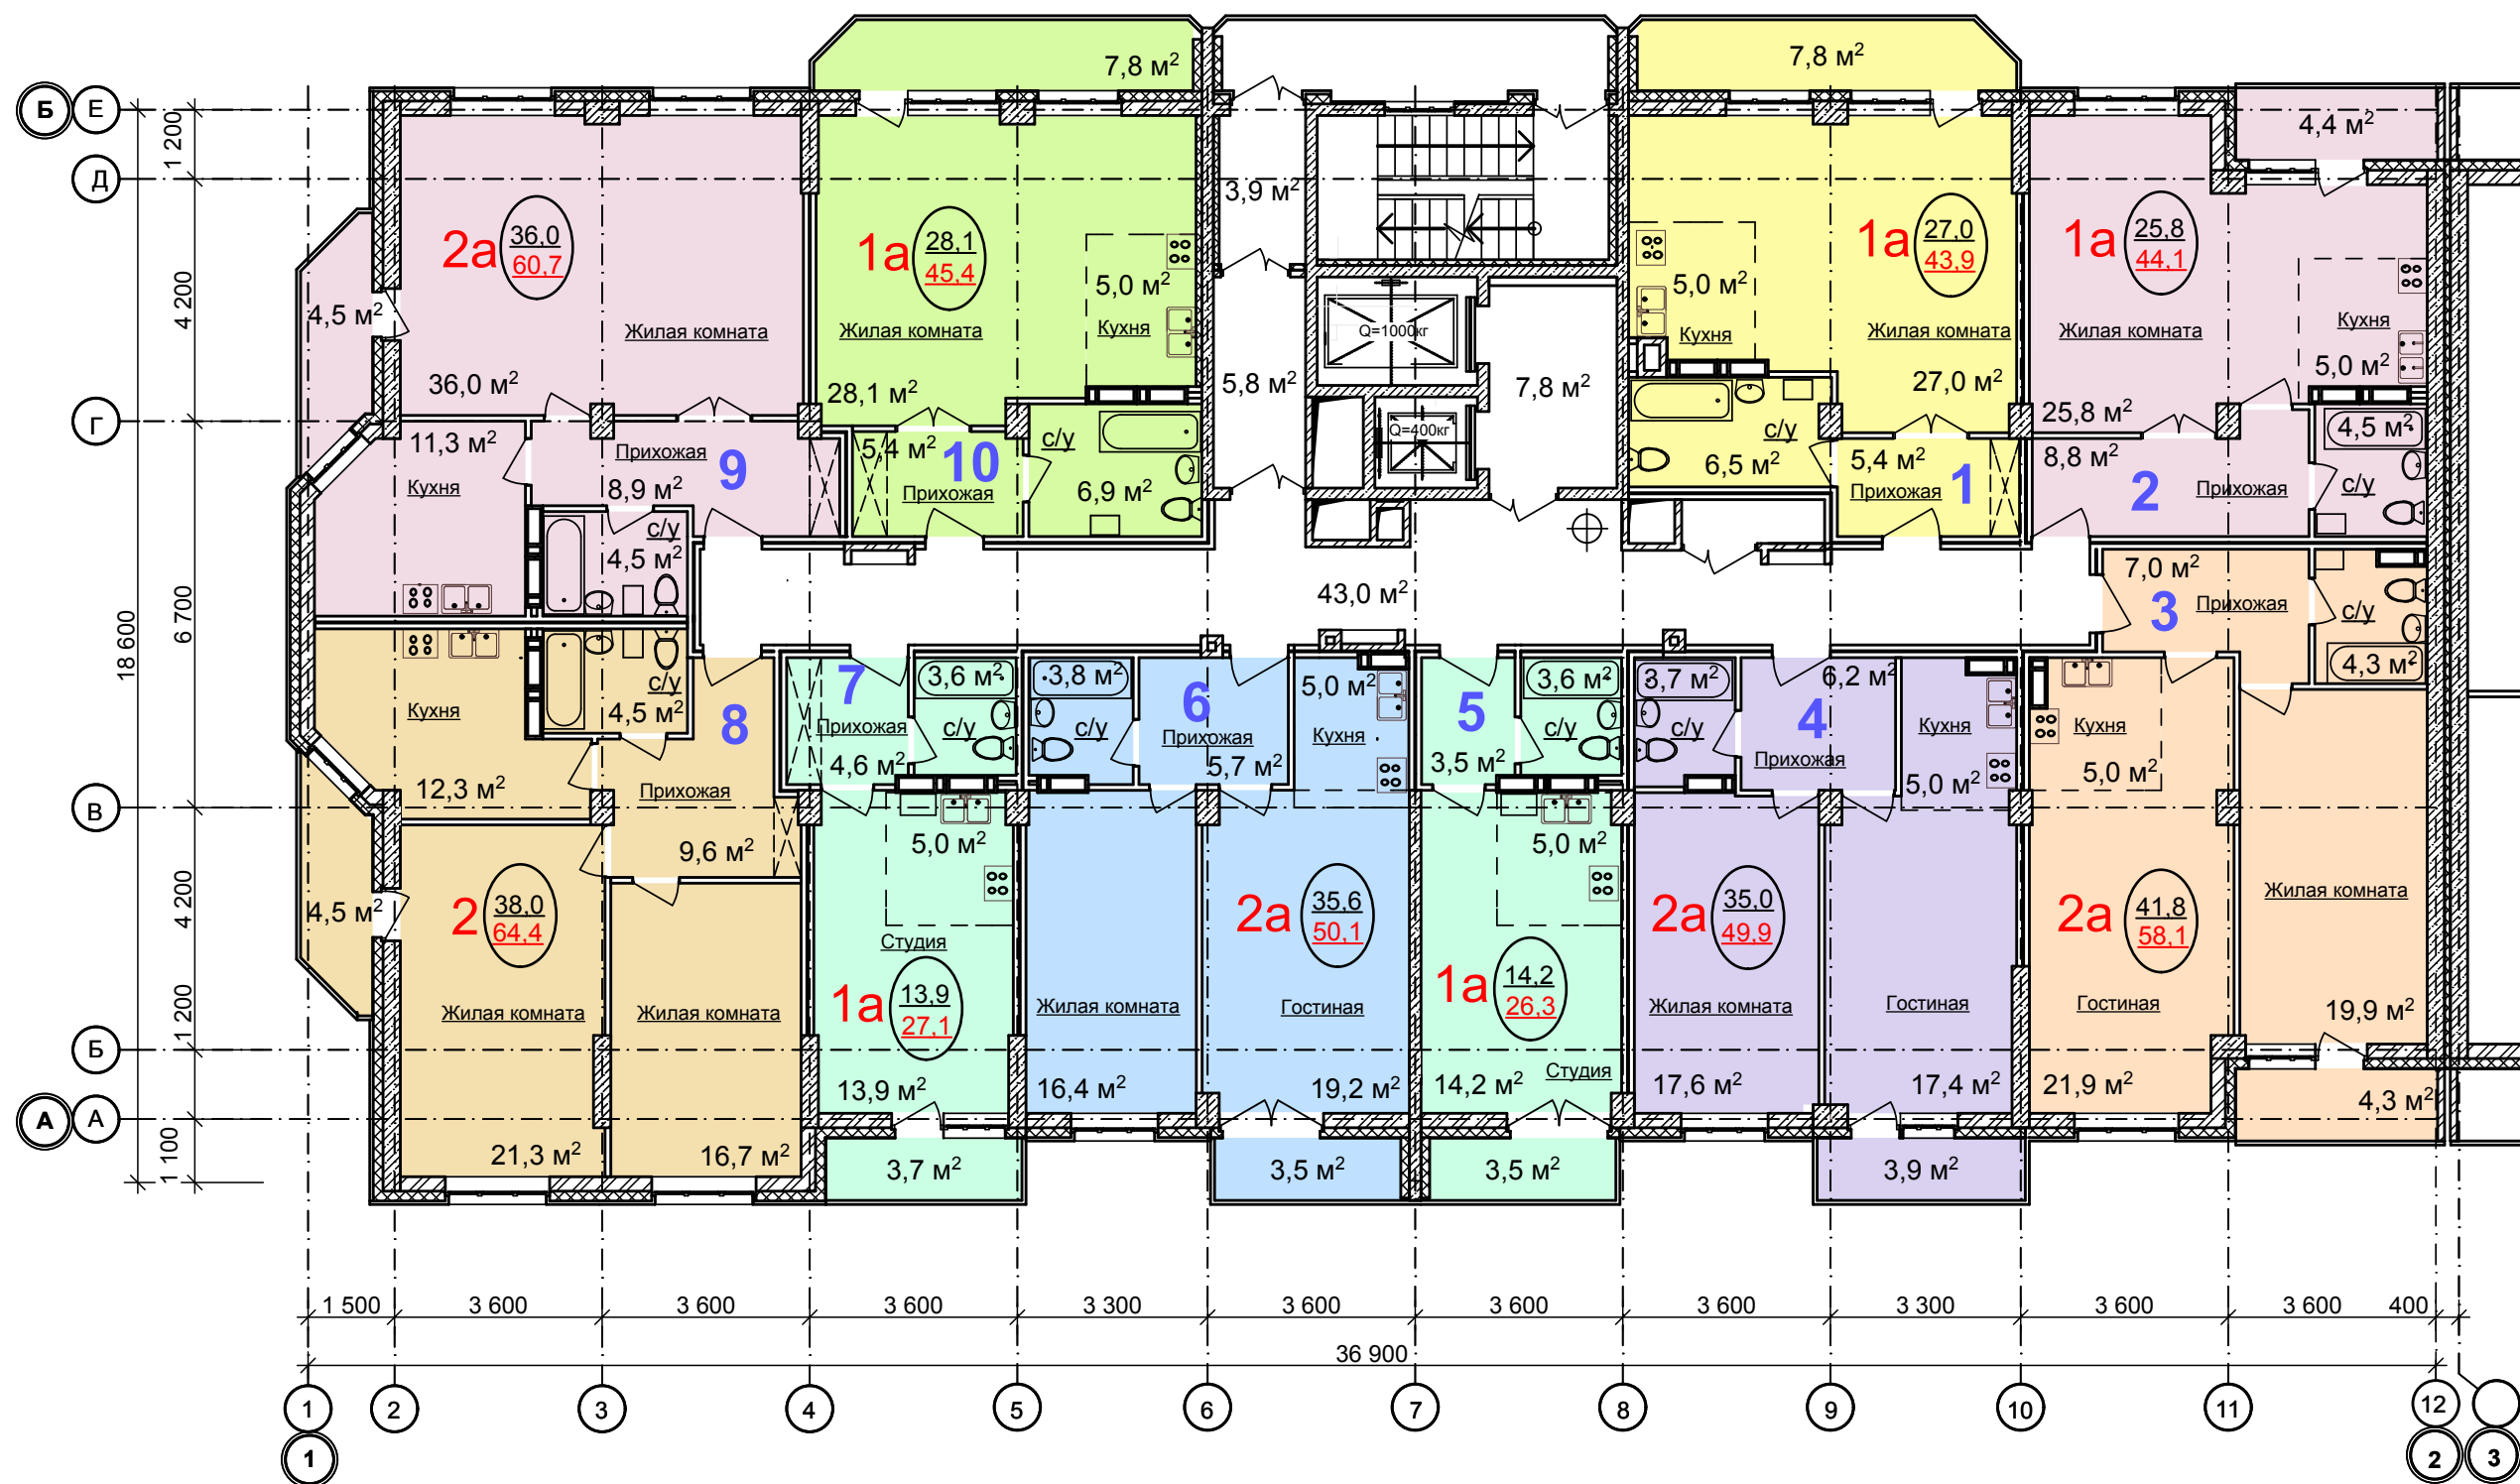 7,8 м²
7,8 м²
Б
Е
1 200
4,4 м²
Д
3,9 м²
2а
36,0
60,7
1а
28,1
45,4
1а
27,0
43,9
1а
25,8
44,1
4 200
4,5 м²
5,0 м²
5,0 м²
Жилая комната
Жилая комната
Кухня
Q=1000кг
Кухня
Жилая комната
Жилая комната
Кухня
5,0 м²
36,0 м²
28,1 м²
5,8 м²
7,8 м²
27,0 м²
25,8 м²
Г
11,3 м²
Прихожая
9
5,4 м²
10
с/у
Q=400кг
с/у
4,5 м²
Кухня
8,9 м²
Прихожая
6,9 м²
6,5 м²
5,4 м²
Прихожая
1
8,8 м²
2
Прихожая
с/у
с/у
4,5 м²
18 600
6 700
43,0 м²
7,0 м²
3
Прихожая
с/у
4,3 м²
Кухня
с/у
4,5 м²
8
7
3,6 м²
3,8 м²
6
5,0 м²
5
3,6 м²
3,7 м²
6,2 м²
4
Прихожая
с/у
с/у
Прихожая
Кухня
с/у
с/у
Кухня
Кухня
4,6 м²
5,7 м²
3,5 м²
Прихожая
5,0 м²
5,0 м²
12,3 м²
Прихожая
В
9,6 м²
5,0 м²
5,0 м²
4 200
4,5 м²
2
38,0
64,4
Студия
2а
35,6
50,1
2а
35,0
49,9
2а
41,8
58,1
Жилая комната
1а
13,9
27,1
1а
14,2
26,3
1 200
Жилая комната
Жилая комната
Жилая комната
Гостиная
Жилая комната
Гостиная
Гостиная
19,9 м²
Б
13,9 м²
16,4 м²
19,2 м²
14,2 м²
Студия
17,6 м²
17,4 м²
21,9 м²
А
А
4,3 м²
1 100
21,3 м²
16,7 м²
3,7 м²
3,5 м²
3,5 м²
3,9 м²
1 500
3 600
3 600
3 600
3 300
3 600
3 600
3 600
3 300
3 600
3 600
400
36 900
1
2
3
4
5
6
7
8
9
10
11
12
1
2
3